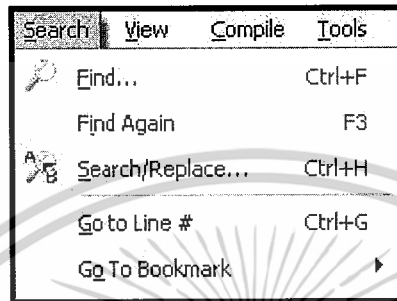 Search View Compile Tools
Find... Ctrl+F
Find Again F3
Search/Replace... Ctrl+H
Go to Line # Ctrl+G
Go To Bookmark